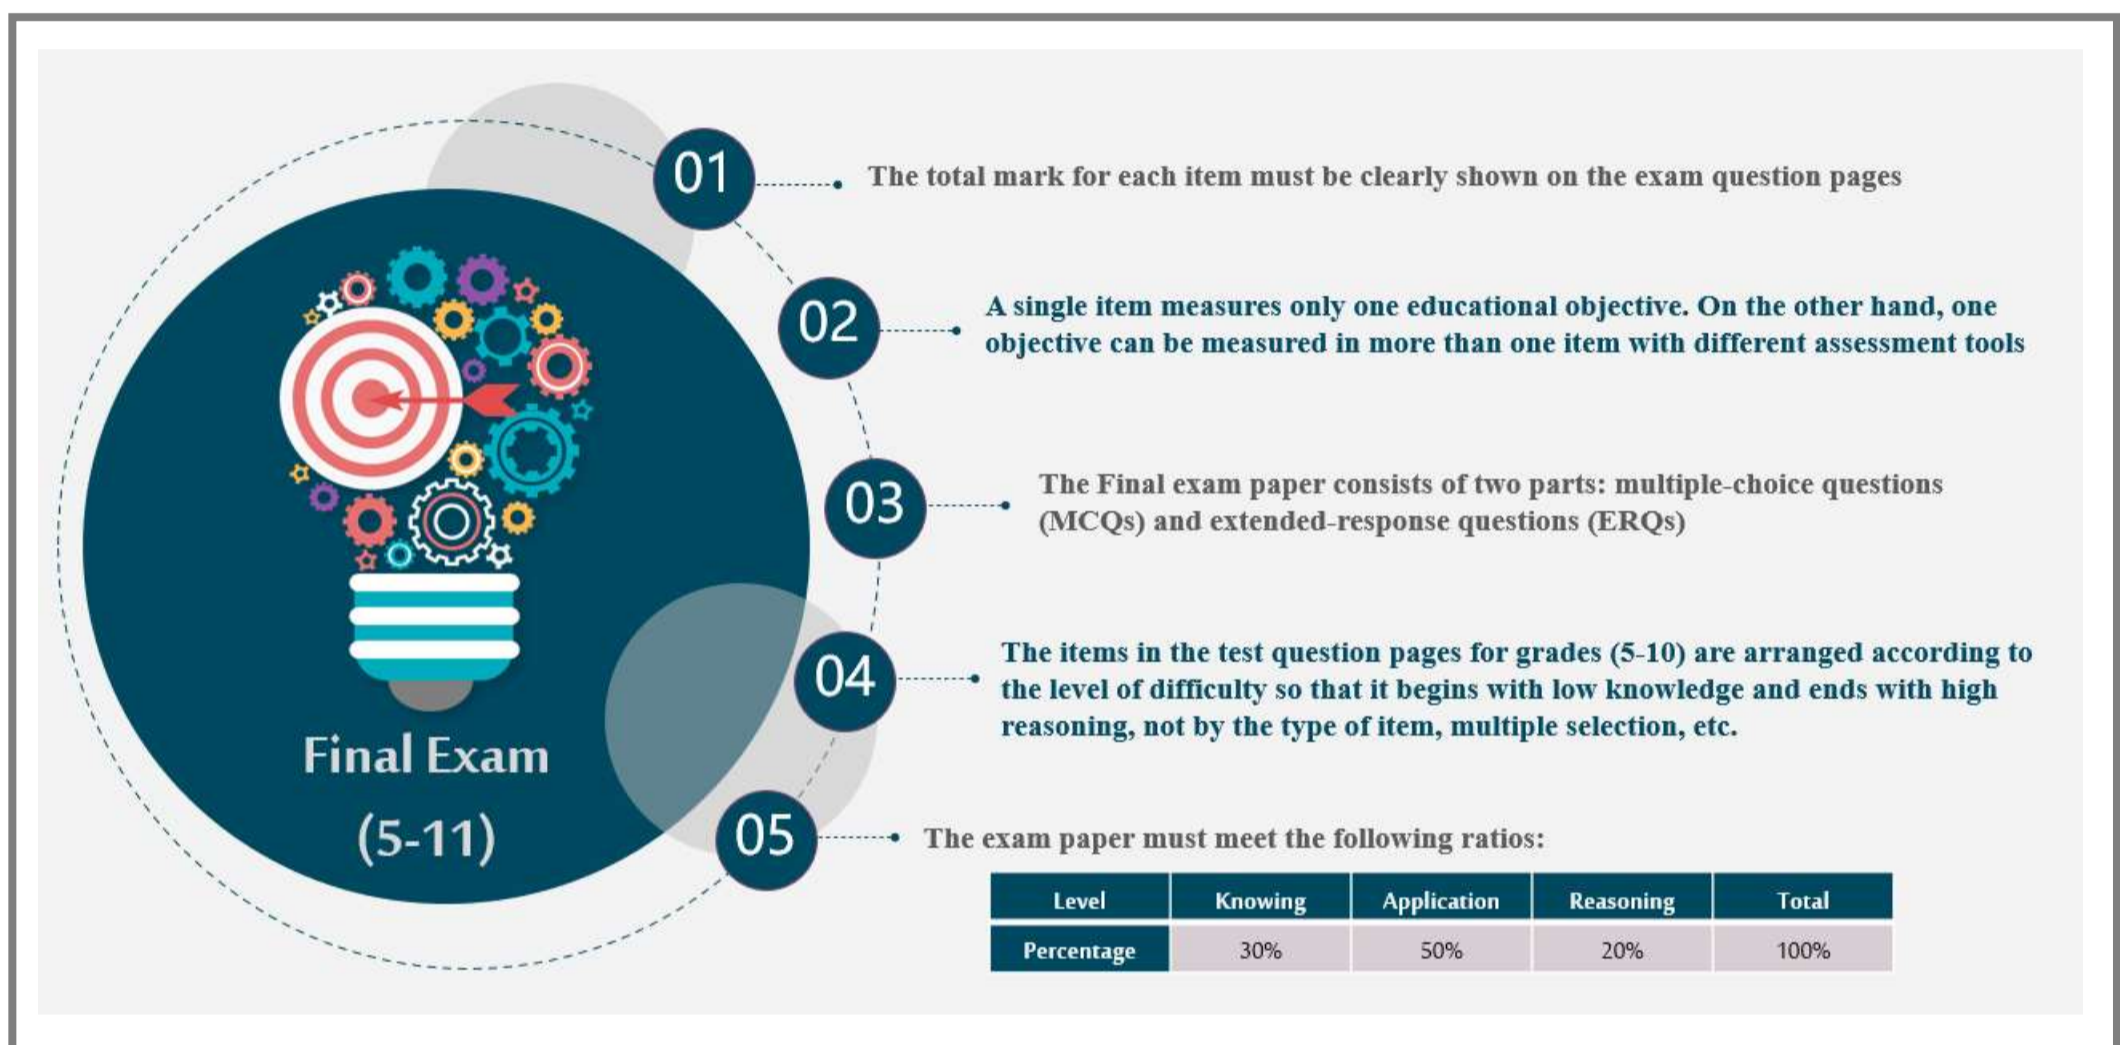 01
The total mark for each item must be clearly shown on the exam question pages
02
A single item measures only one educational objective. On the other hand, one
objective can be measured in more than one item with different assessment tools
03
The Final exam paper consists of two parts: multiple-choice questions
(MCQs) and extended-response questions (ERQs)
04
The items in the test question pages for grades (5-10) are arranged according to
the level of difficulty so that it begins with low knowledge and ends with high
reasoning, not by the type of item, multiple selection, etc.
Final Exam
(5-11)
05
The exam paper must meet the following ratios:
Level Knowing Application Reasoning Total
Percentage 30% 50% 20% 100%